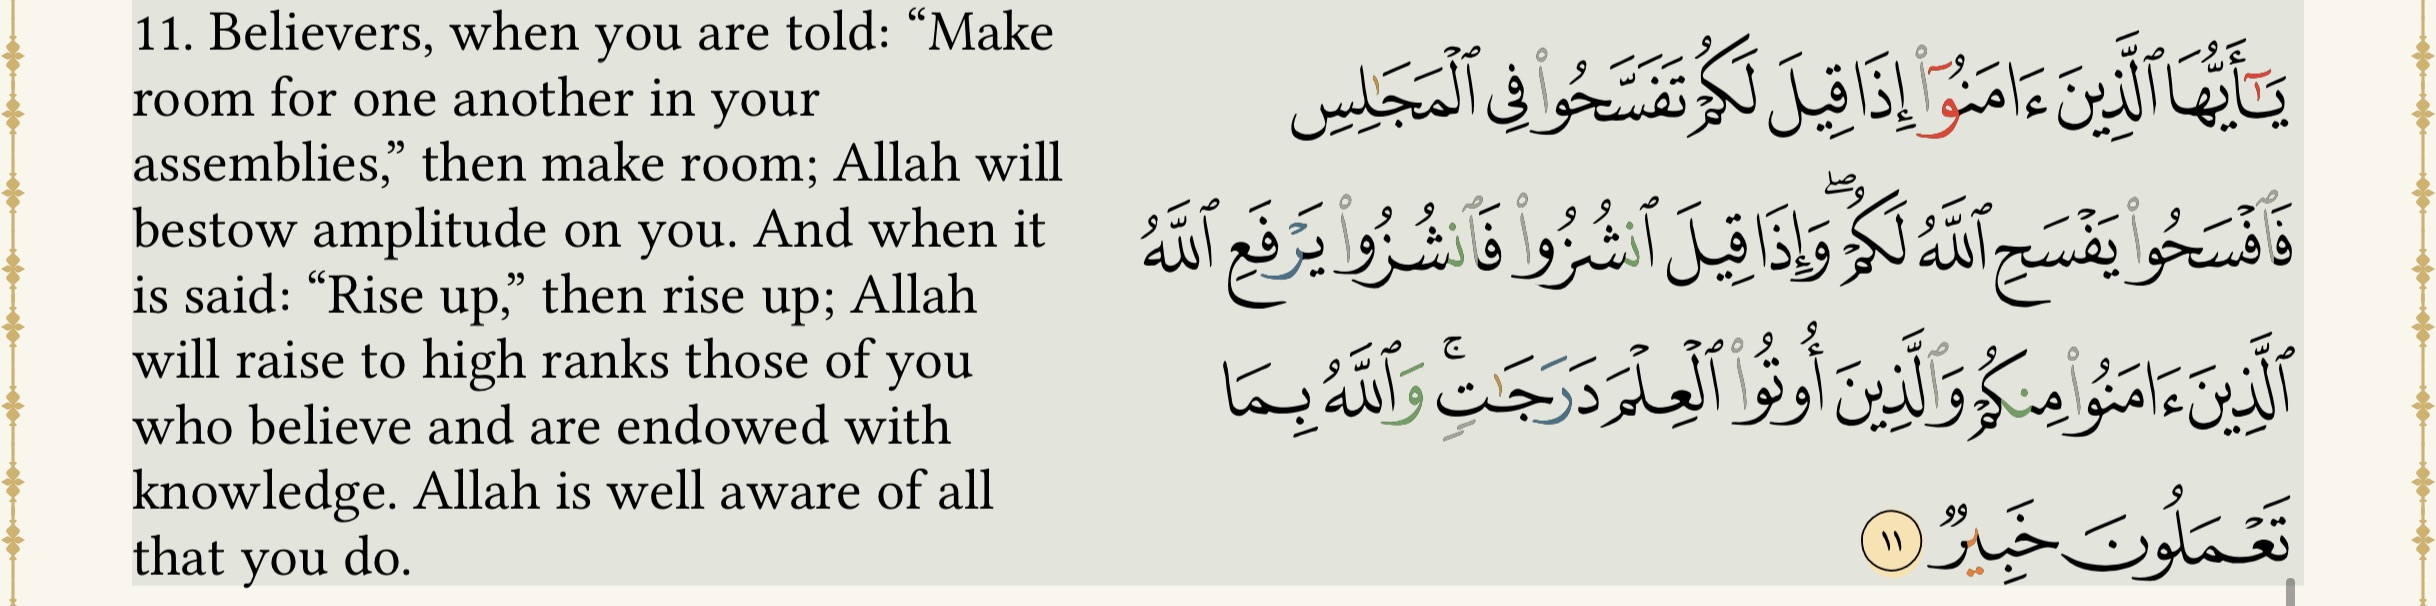 11. Believers, when you are told: “Make
room for one another in your
assemblies,” then make room; Allah will
bestow amplitude on you. And when it
is said: “Rise up,” then rise up; Allah
will raise to high ranks those of you
who believe and are endowed with
knowledge. Allah is well aware of all
that you do.
يَـٰٓأَيُّهَا ٱلَّذِينَ ءَامَنُوٓا۟ إِذَا قِيلَ لَكُمْ تَفَسَّحُوا۟ فِى ٱلْمَجَـٰلِسِ
فَٱفْسَحُوا۟ يَفْسَحِ ٱللَّهُ لَكُمْ ۖ وَإِذَا قِيلَ ٱنشُزُوا۟ فَٱنشُزُوا۟ يَرْفَعِ ٱللَّهُ
ٱلَّذِينَ ءَامَنُوا۟ مِنكُمْ وَٱلَّذِينَ أُوتُوا۟ ٱلْعِلْمَ دَرَجَـٰتٍ ۚ وَٱللَّهُ بِمَا
تَعْمَلُونَ خَبِيرٌ ١١